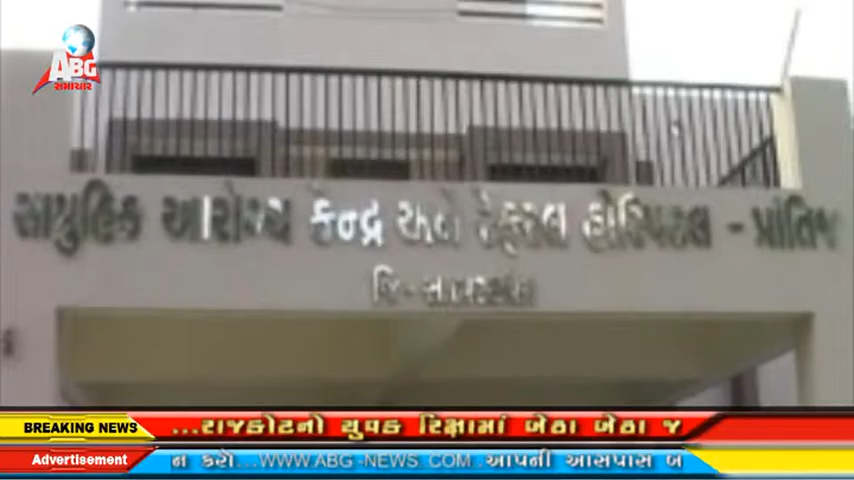 ABG
સમાચાર
સામુહિક આરોગ્ય કેન્દ્ર અને રેફરલ હોસ્પિટલ - પ્રાંતિજ
જિ - સાબરકાંઠા
BREAKING NEWS
...રાજકોટનો યુવક રિક્ષામાં બેઠા બેઠા જ
Advertisement
ન કરો...WWW.ABG-NEWS.COM..આપની આસપાસ બ